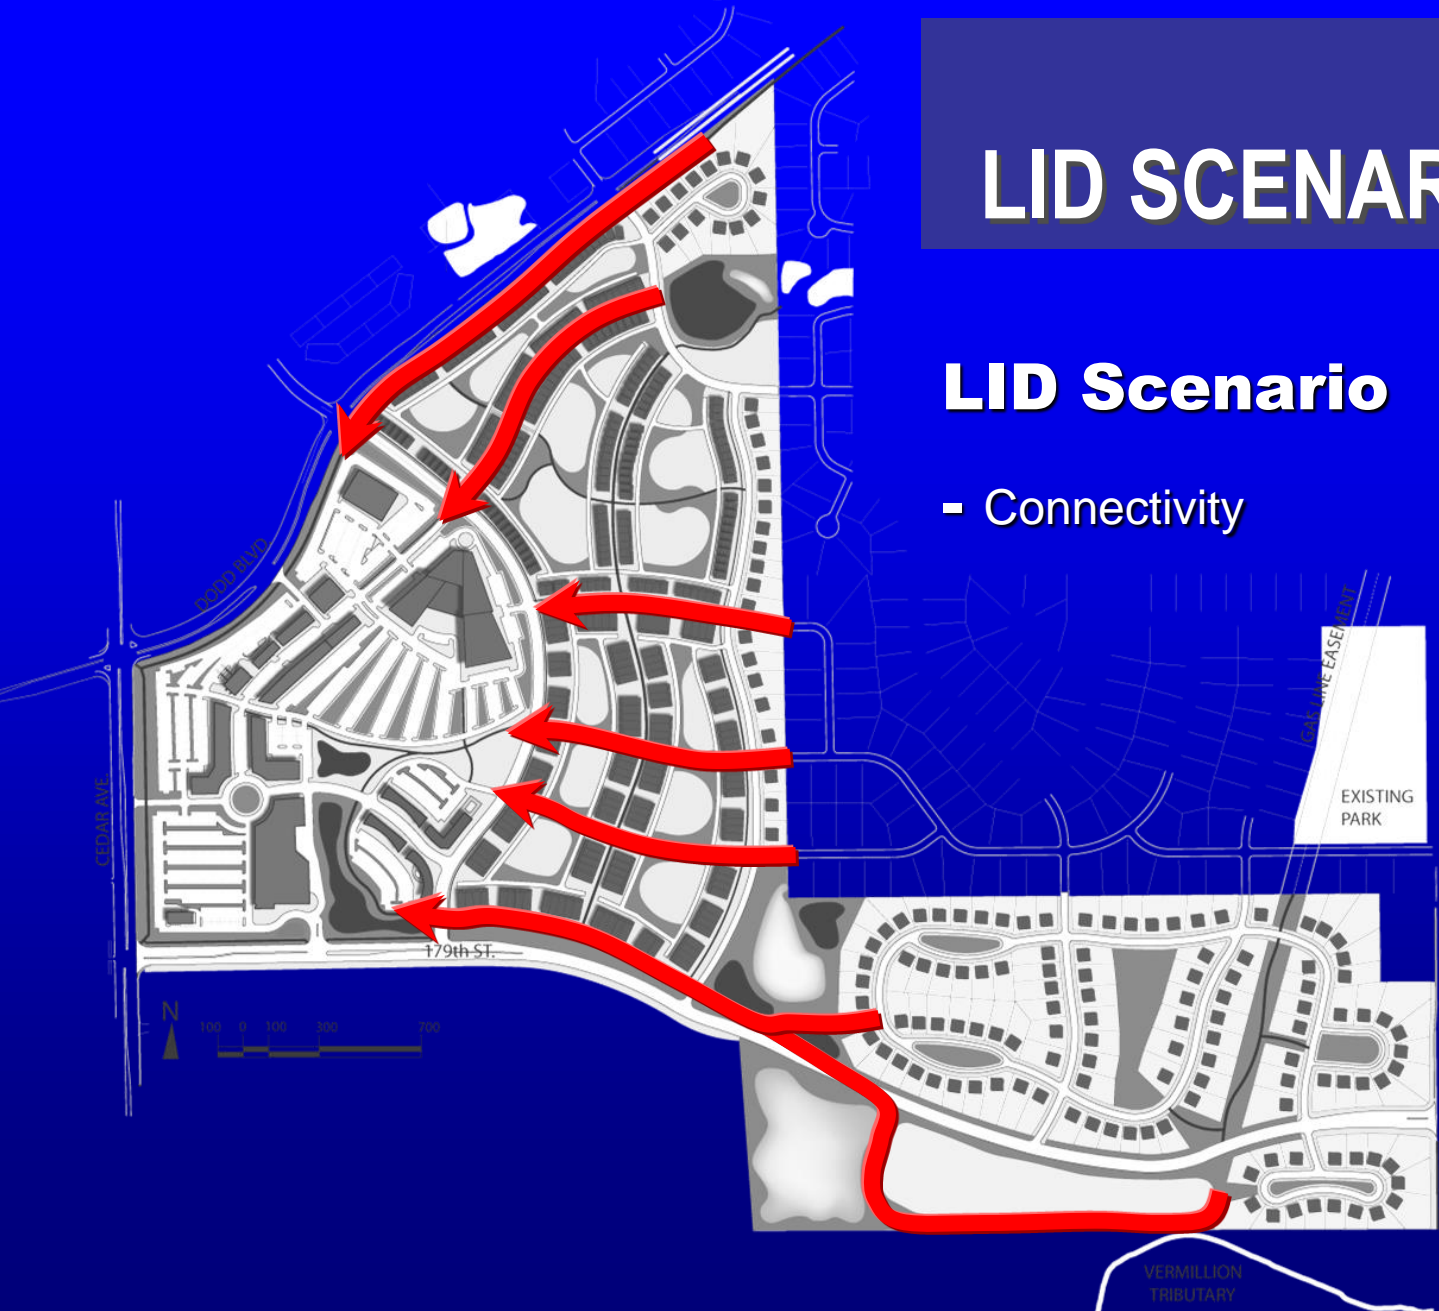 LID SCENAR
LID Scenario
- Connectivity
DODD BLVD.
GAS LINE EASEMENT
EXISTING
PARK
CEDAR AVE.
179th ST.
N
100 0 100 300 700
VERMILLION
TRIBUTARY